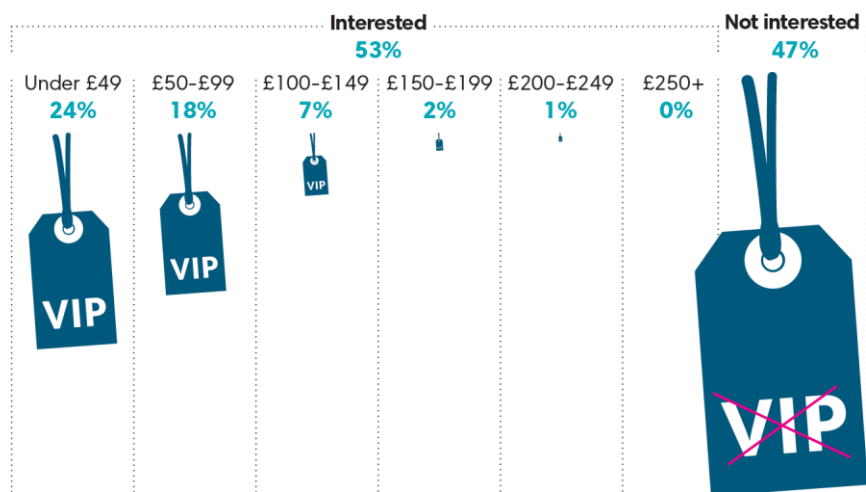 Interested
53%
Not interested
47%
Under £49
24%
£50–£99
18%
£100–£149
7%
£150–£199
2%
£200–£249
1%
£250+
0%
VIP
VIP
VIP
VIP